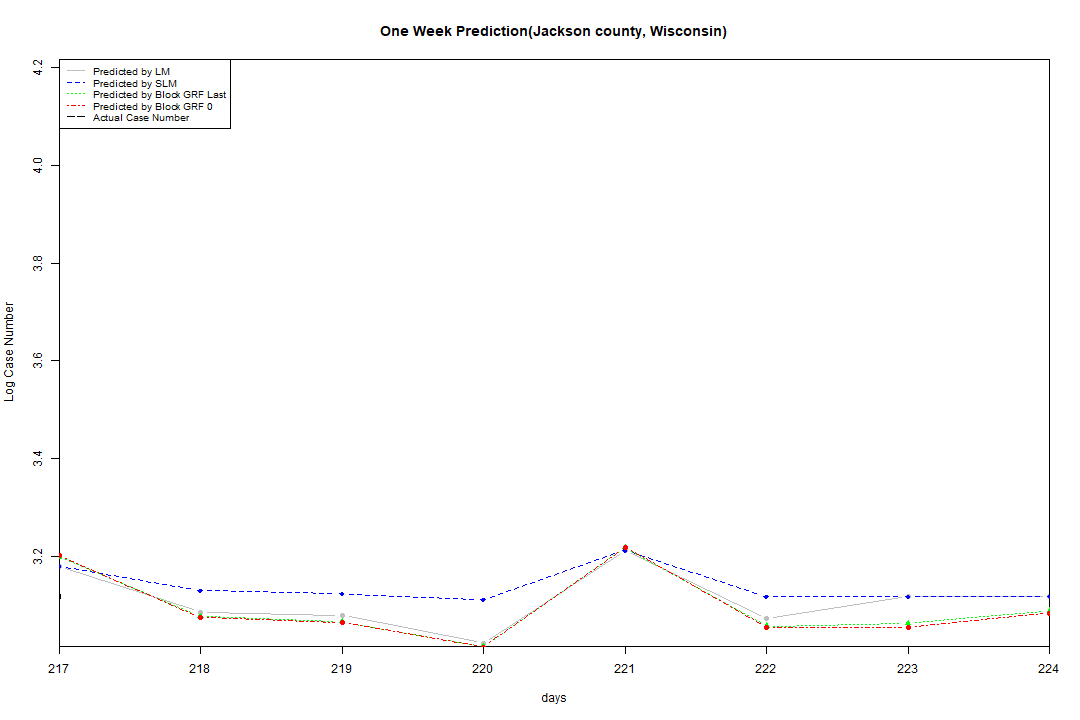 One Week Prediction(Jackson county, Wisconsin)
Predicted by LM
Predicted by SLM
Predicted by Block GRF Last
Predicted by Block GRF 0
Actual Case Number
4.2
4.0
3.8
3.6
3.4
3.2
Log Case Number
217 218 219 220 221 222 223 224
days